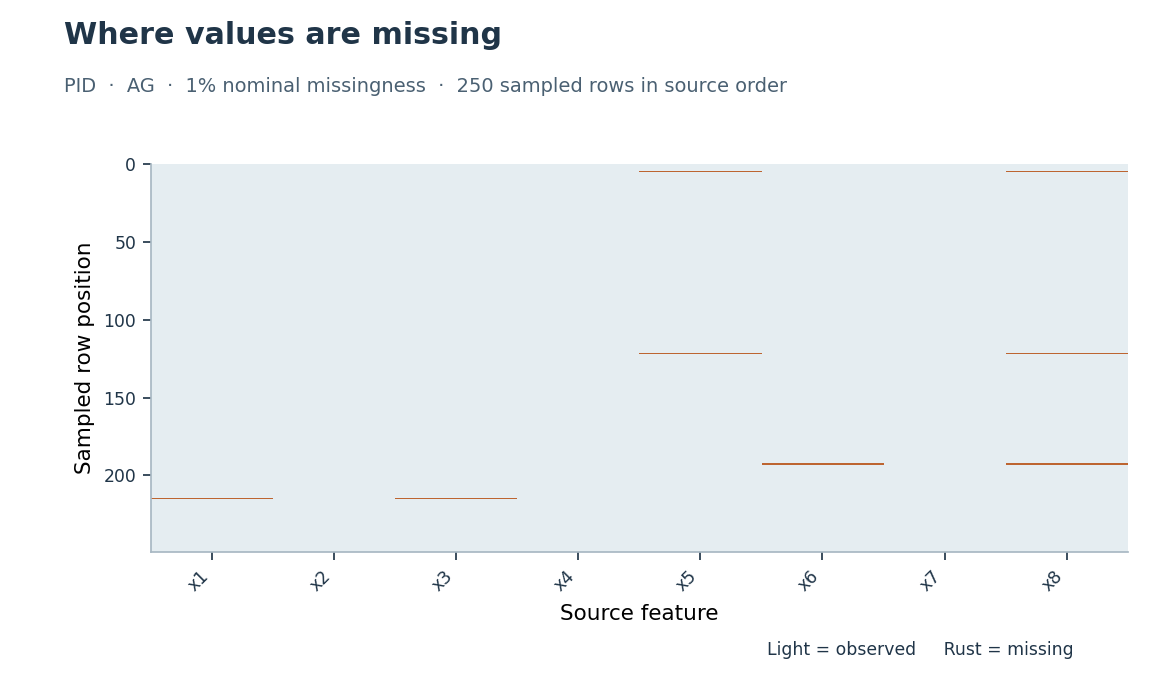 Where values are missing
PID · AG · 1% nominal missingness · 250 sampled rows in source order
0
50
100
150
200
Sampled row position
x1 x2 x3 x4 x5 x6 x7 x8
Source feature
Light = observed Rust = missing